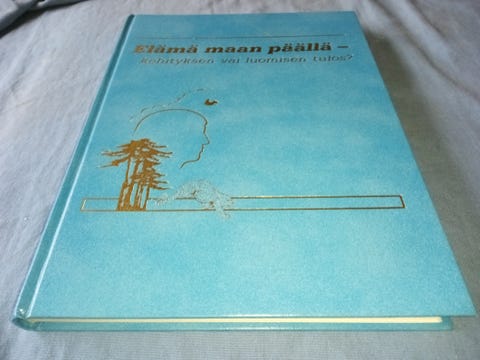 Elämä maan päällä –
kehityksen vai luomisen tulos?